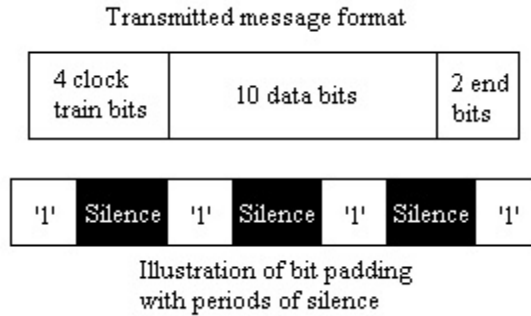 Transmitted message format
4 clock
train bits
10 data bits
2 end
bits
'1' Silence '1' Silence '1' Silence '1'
Illustration of bit padding
with periods of silence